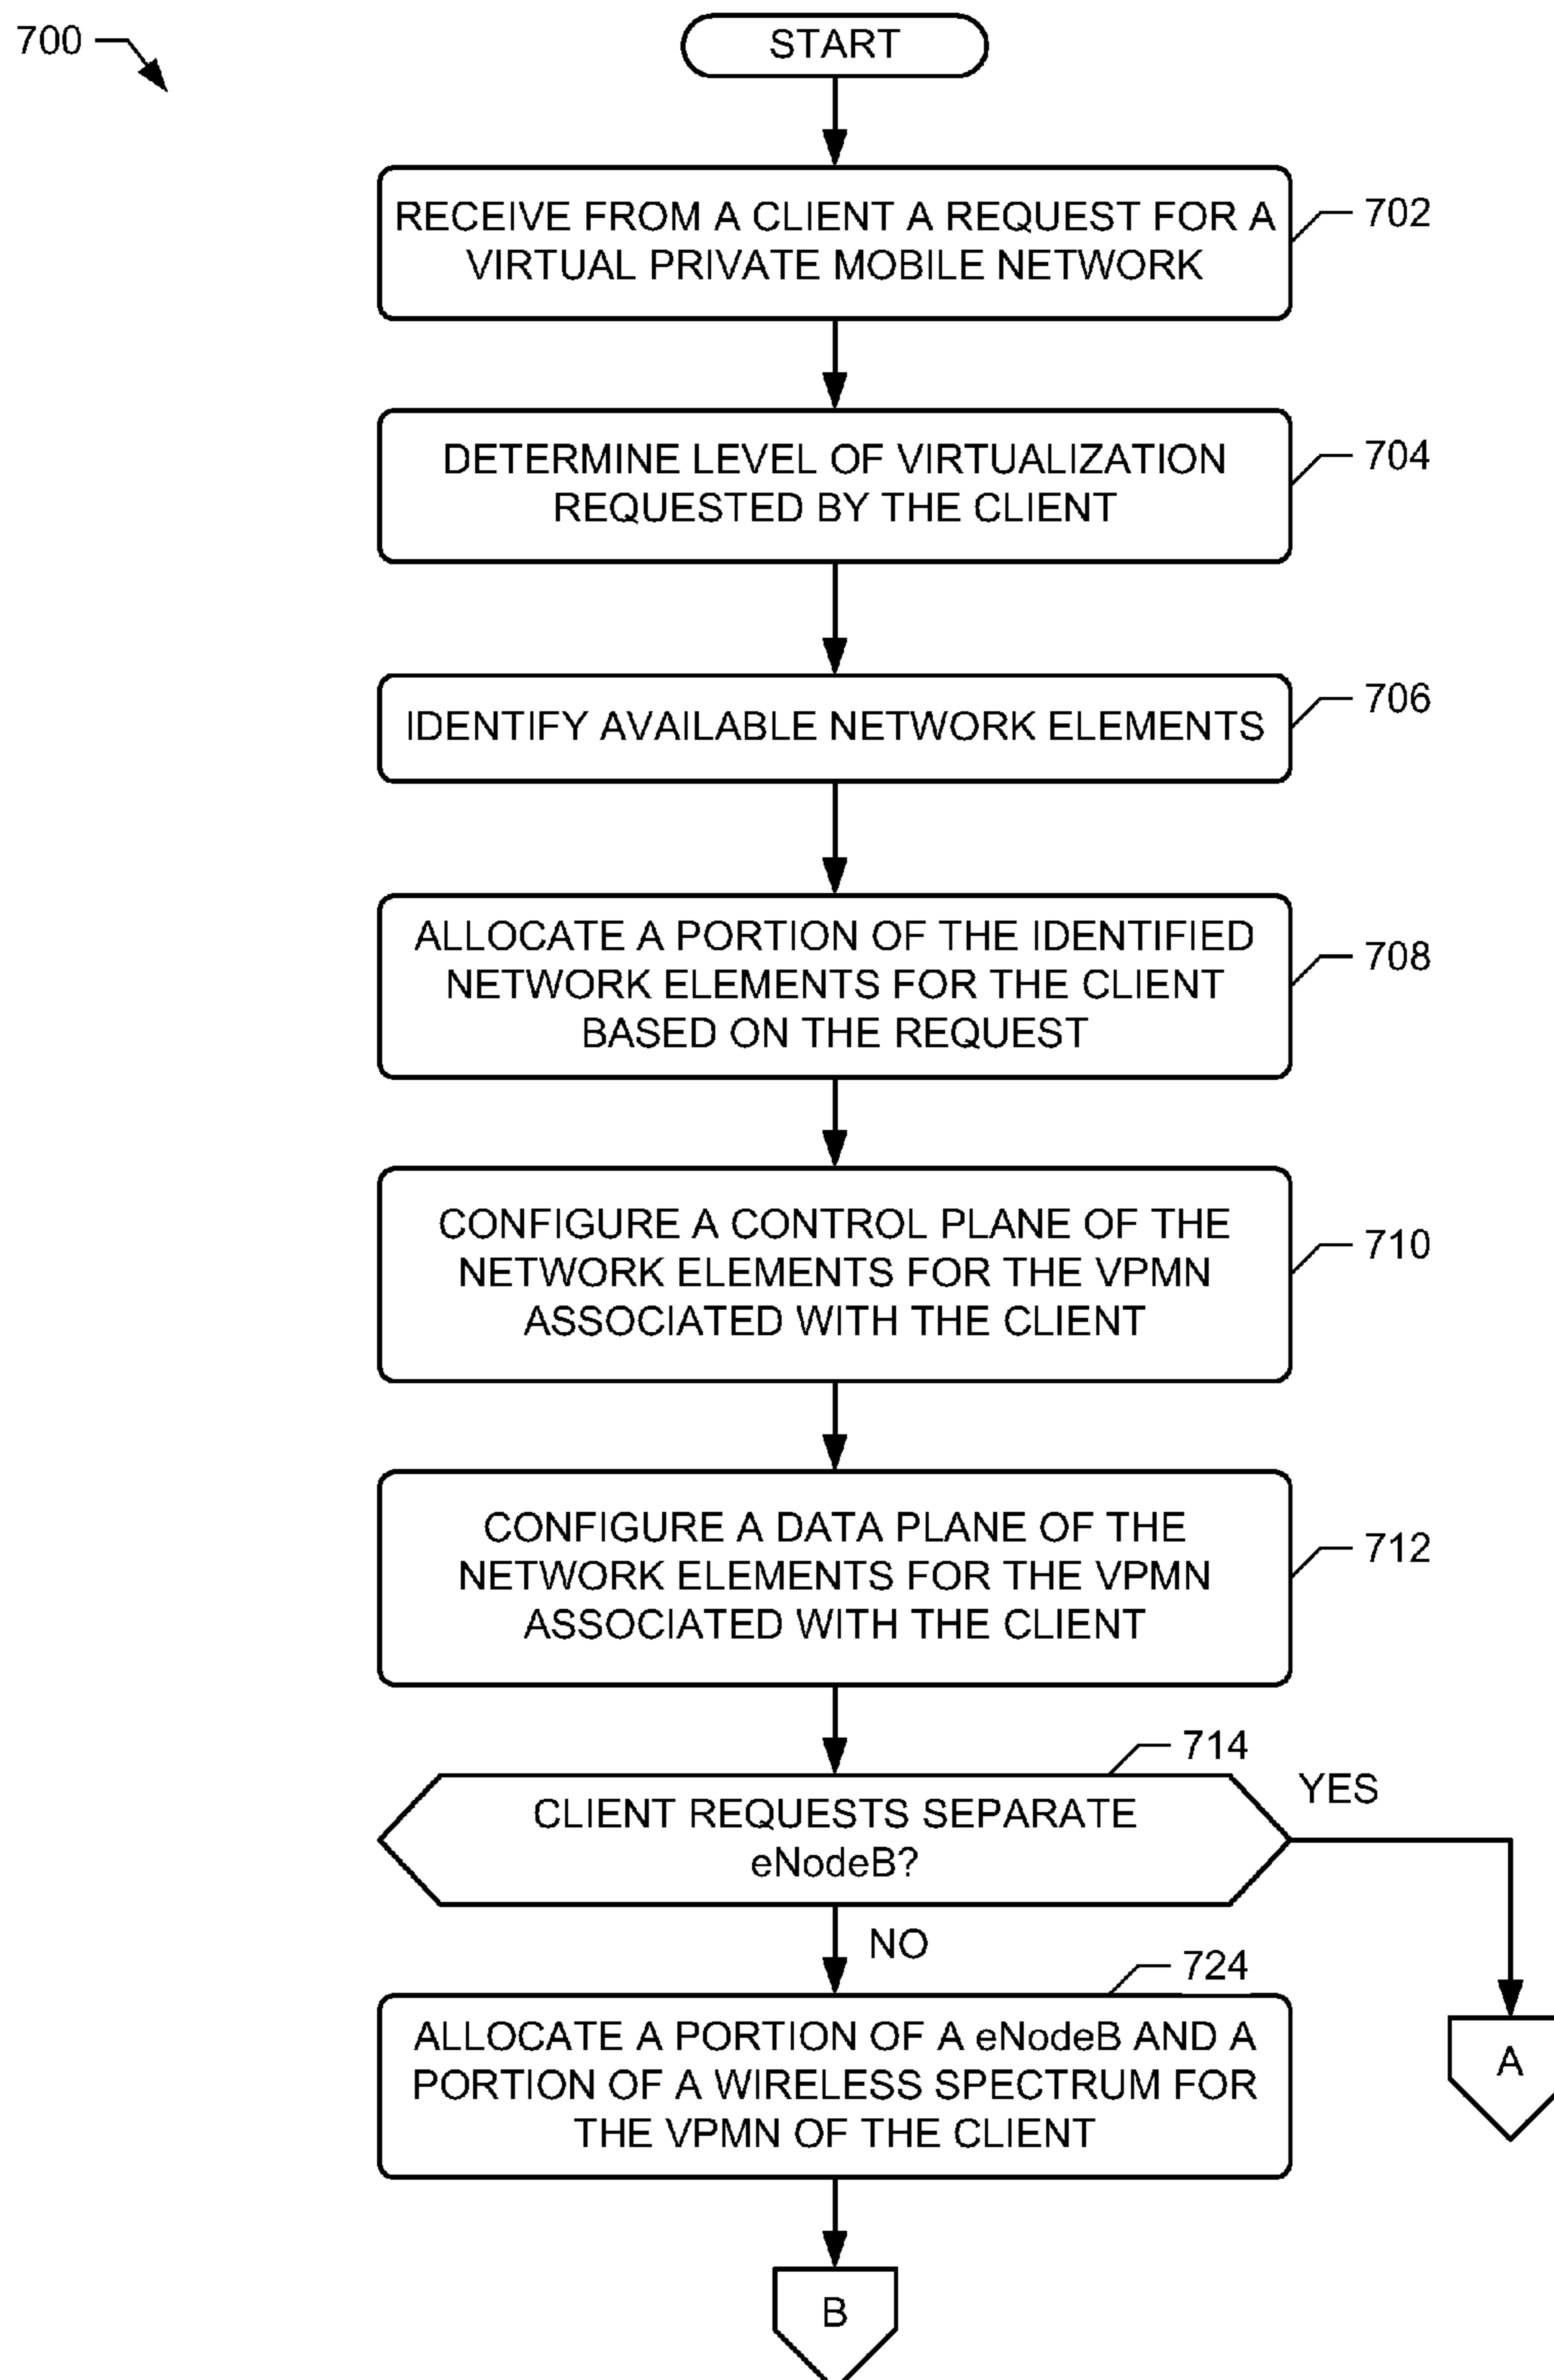 700
START
RECEIVE FROM A CLIENT A REQUEST FOR A
VIRTUAL PRIVATE MOBILE NETWORK
702
DETERMINE LEVEL OF VIRTUALIZATION
REQUESTED BY THE CLIENT
704
IDENTIFY AVAILABLE NETWORK ELEMENTS
706
ALLOCATE A PORTION OF THE IDENTIFIED
NETWORK ELEMENTS FOR THE CLIENT
BASED ON THE REQUEST
708
CONFIGURE A CONTROL PLANE OF THE
NETWORK ELEMENTS FOR THE VPMN
ASSOCIATED WITH THE CLIENT
710
CONFIGURE A DATA PLANE OF THE
NETWORK ELEMENTS FOR THE VPMN
ASSOCIATED WITH THE CLIENT
712
714
CLIENT REQUESTS SEPARATE
eNodeB?
YES
NO
724
ALLOCATE A PORTION OF A eNodeB AND A
PORTION OF A WIRELESS SPECTRUM FOR
THE VPMN OF THE CLIENT
A
B